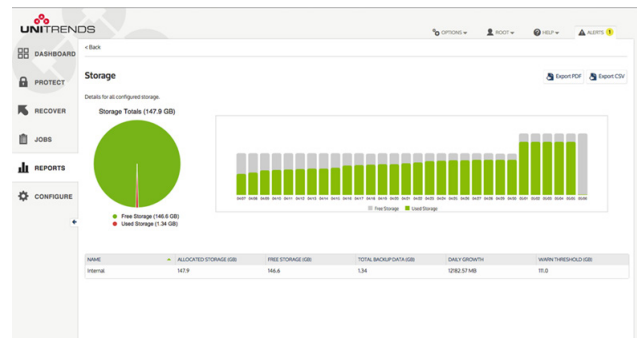 UNITRENDS
OPTIONS
ROOT
HELP
ALERTS 1
DASHBOARD
PROTECT
RECOVER
JOBS
REPORTS
CONFIGURE
< Back
Storage
Export PDF
Export CSV
Details for all configured storage.
Storage Totals (147.9 GB)
Free Storage (146.6 GB)
Used Storage (1.34 GB)
Free Storage
Used Storage
NAME ALLOCATED STORAGE (GB) FREE STORAGE (GB) TOTAL BACKUP DATA (GB) DAILY GROWTH WARN THRESHOLD (GB)
Internal 147.9 146.6 1.34 12182.57 MB 111.0